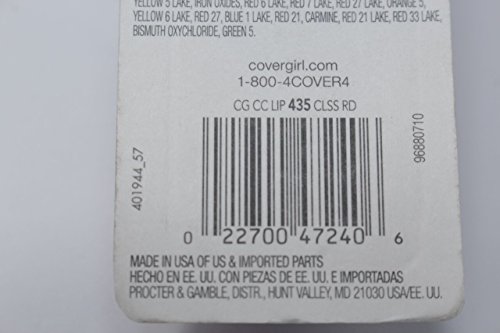 YELLOW 5 LAKE, IRON OXIDES, RED 6 LAKE, RED 7 LAKE, RED 27 LAKE, ORANGE 5,
YELLOW 6 LAKE, RED 27, BLUE 1 LAKE, RED 21, CARMINE, RED 21 LAKE, RED 33 LAKE,
BISMUTH OXYCHLORIDE, GREEN 5.
covergirl.com
1-800-4COVER4
CG CC LIP 435 CLSS RD
401944_57
96880710
0 22700 47240 6
MADE IN USA OF US & IMPORTED PARTS
HECHO EN EE. UU. CON PIEZAS DE EE. UU. E IMPORTADAS
PROCTER & GAMBLE, DISTR., HUNT VALLEY, MD 21030 USA/EE. UU.